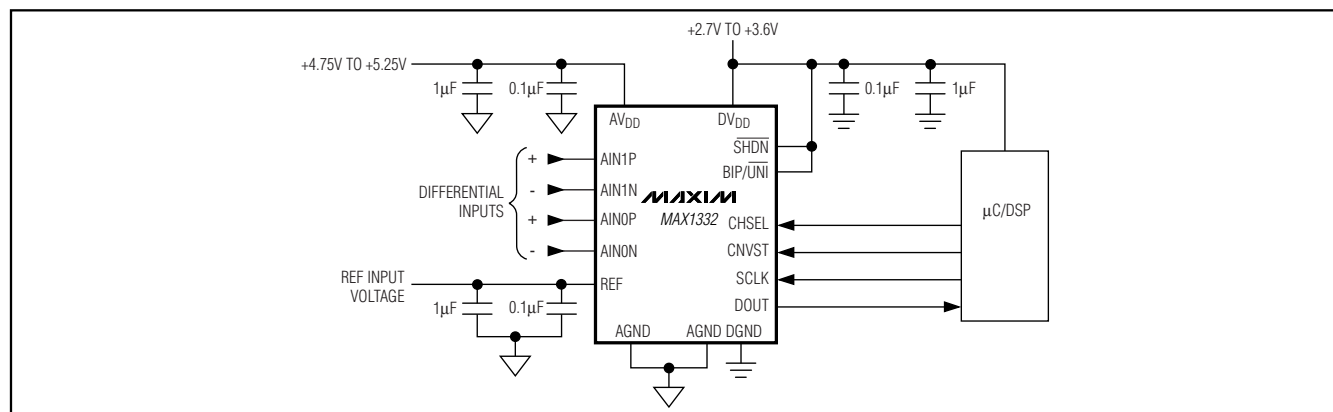 +2.7V TO +3.6V
+4.75V TO +5.25V
1µF
0.1µF
0.1µF
1µF
AVDD
DVDD
SHDN
BIP/UNI
+ AIN1P
- AIN1N
+ AIN0P
- AIN0N
DIFFERENTIAL
INPUTS
MAXIM
MAX1332
CHSEL
CNVST
SCLK
DOUT
µC/DSP
REF INPUT
VOLTAGE
REF
1µF
0.1µF
AGND
AGND DGND